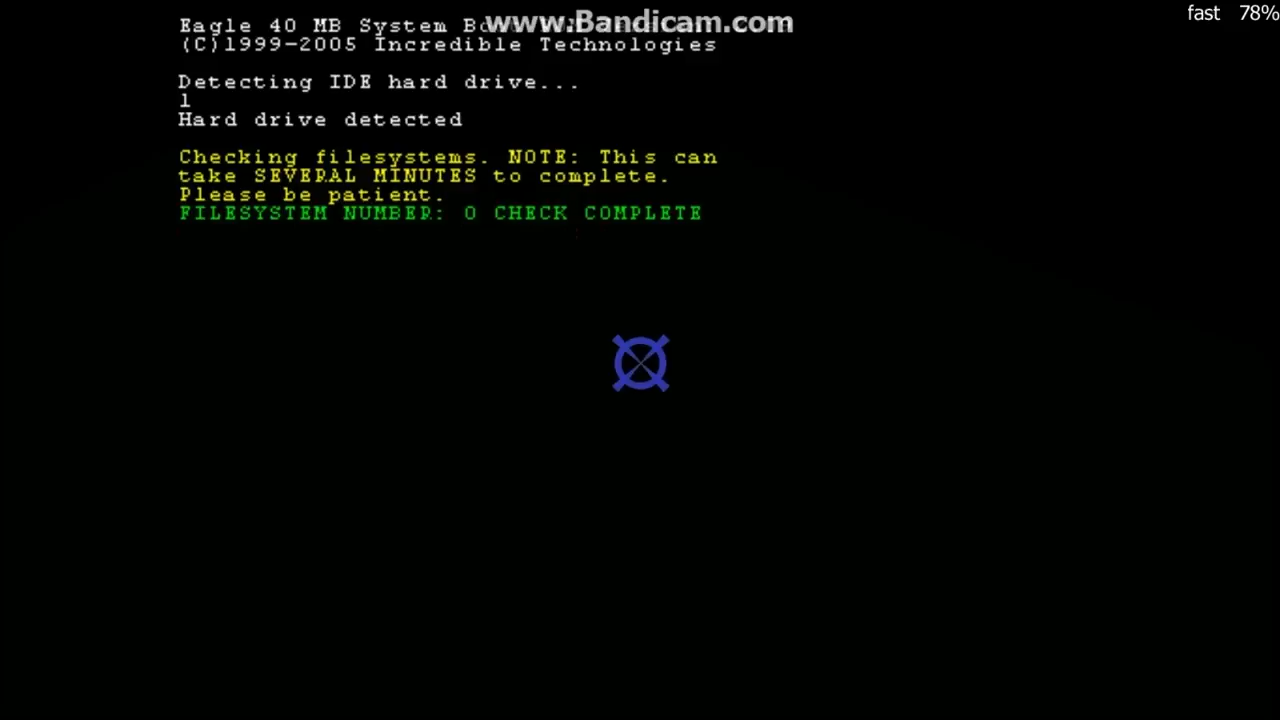 Eagle 40 MB System
www.Bandicam.com
fast 78%
(C)1999-2005 Incredible Technologies
Detecting IDE hard drive...
1
Hard drive detected
Checking filesystems. NOTE: This can
take SEVERAL MINUTES to complete.
Please be patient.
FILESYSTEM NUMBER: 0 CHECK COMPLETE